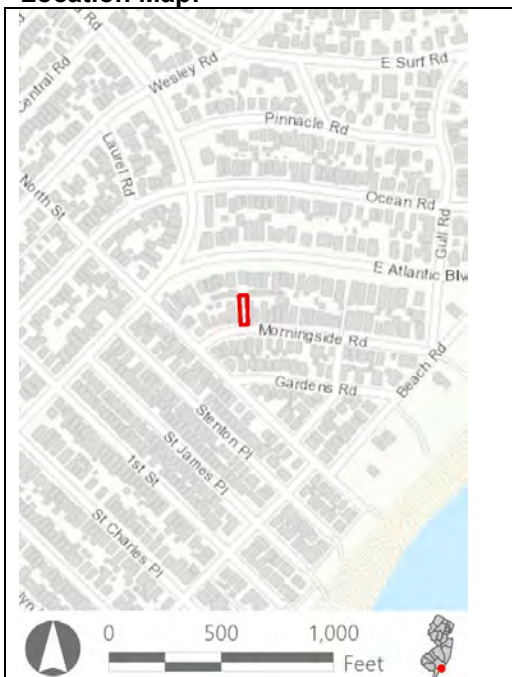 Location Map:
Rd
E Surf Rd
Wesley Rd
Central Rd
Pinnacle Rd
Laurel Rd
North St
Ocean Rd
Gull Rd
E Atlantic Blv
Morningside Rd
Beach Rd
Gardens Rd
Stenton Pl
St James Pl
1st St
St Charles Pl
0 500 1,000
Feet